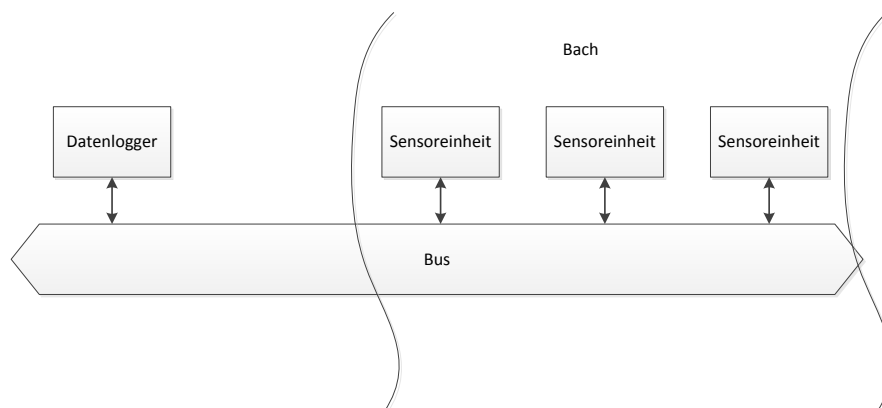 Bach
Datenlogger
Sensoreinheit
Sensoreinheit
Sensoreinheit
Bus